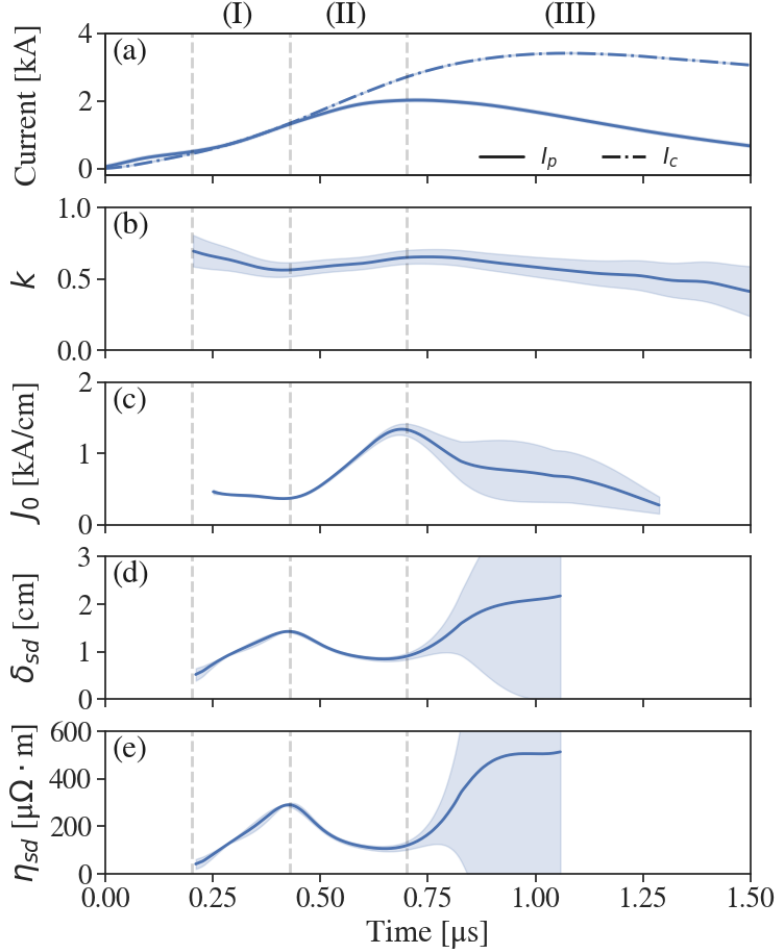 (I) (II) (III)
(a)
Current [kA]
4
2
0
I_p I_c
(b)
k
1.0
0.5
0.0
(c)
J_0 [kA/cm]
2
1
0
(d)
δ_sd [cm]
3
2
1
0
(e)
η_sd [μΩ · m]
600
400
200
0
0.00 0.25 0.50 0.75 1.00 1.25 1.50
Time [μs]